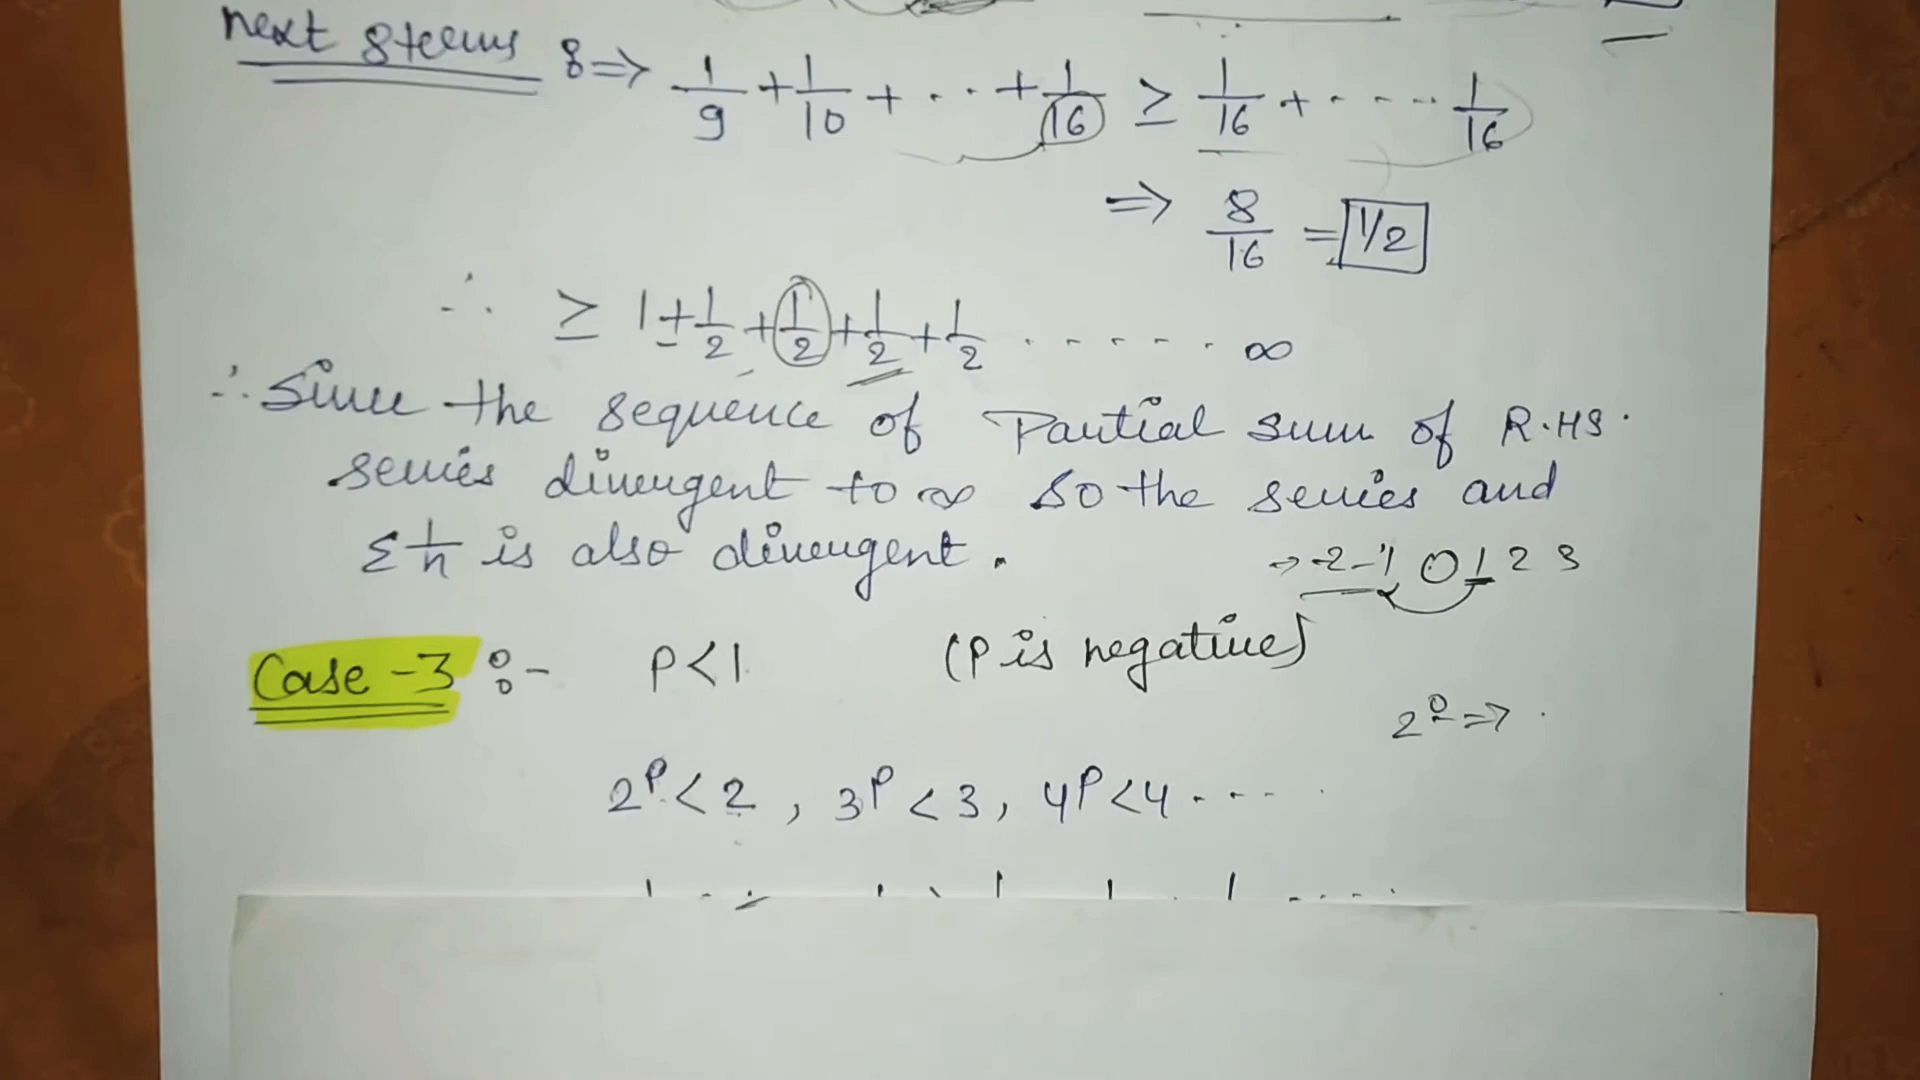 next 8 terms :⇒ 1/9 + 1/10 + ... + 1/16 ≥ 1/16 + ..... 1/16
⇒ 8/16 = 1/2
∴ ≥ 1 + 1/2 + 1/2 + 1/2 + 1/2 ...... ∞
∴ Since the sequence of Partial sum of R.HS.
series divergent to ∞ so the series and
Σ 1/n is also divergent.
→ -2 -1 0 1 2 3
Case -3 :- P<1 (P is negative)
2^0 ⇒
2^P < 2 , 3^P < 3 , 4^P < 4 ....